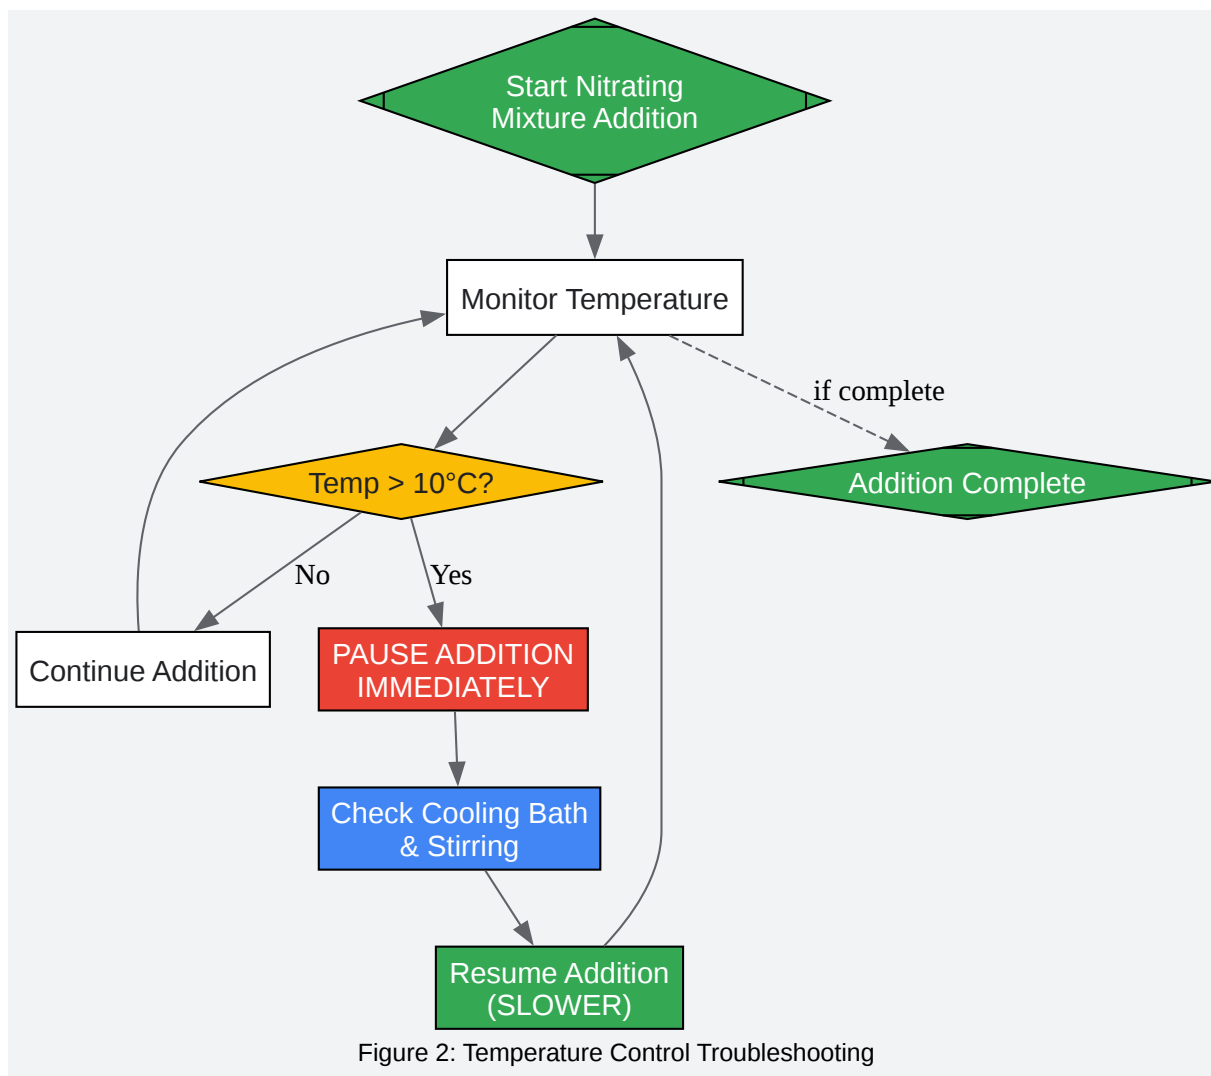 Start Nitrating
Mixture Addition
Monitor Temperature
if complete
Temp > 10°C?
Addition Complete
No
Yes
Continue Addition
PAUSE ADDITION
IMMEDIATELY
Check Cooling Bath
& Stirring
Resume Addition
(SLOWER)
Figure 2: Temperature Control Troubleshooting